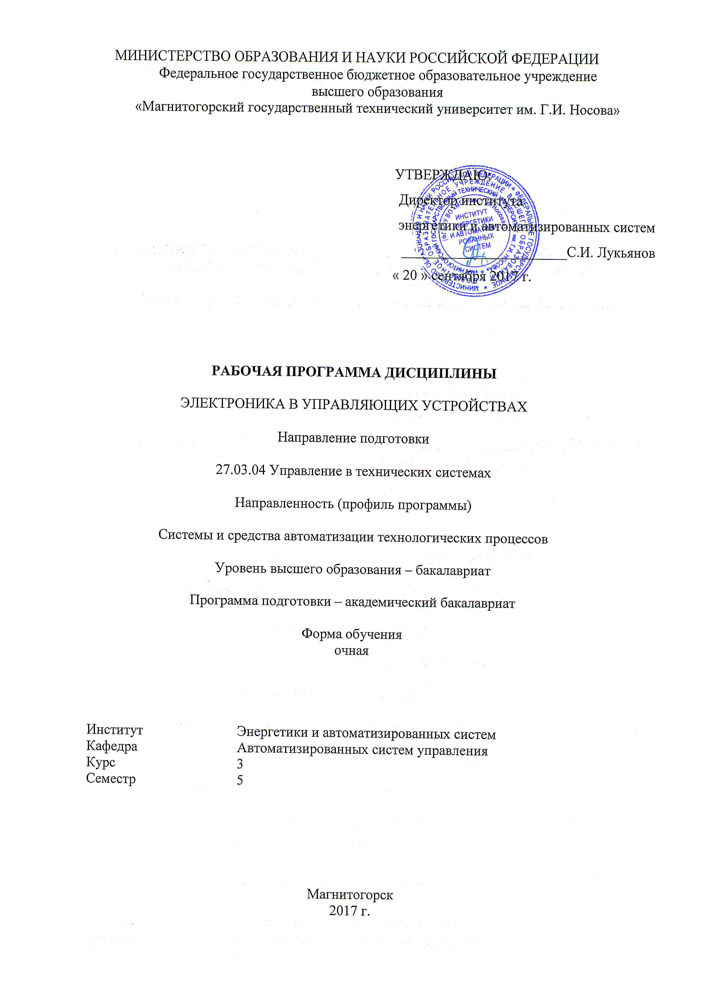 МИНИСТЕРСТВО ОБРАЗОВАНИЯ И НАУКИ РОССИЙСКОЙ ФЕДЕРАЦИИ
Федеральное государственное бюджетное образовательное учреждение
высшего образования
«Магнитогорский государственный технический университет им. Г.И. Носова»
УТВЕРЖДАЮ:
Директор института
энергетики и автоматизированных систем
С.И. Лукьянов
« 20 » сентября 2017 г.
ИНСТИТУТ
ЭНЕРГЕТИКИ
И АВТОМАТИЗИ-
РОВАННЫХ
СИСТЕМ
РАБОЧАЯ ПРОГРАММА ДИСЦИПЛИНЫ
ЭЛЕКТРОНИКА В УПРАВЛЯЮЩИХ УСТРОЙСТВАХ
Направление подготовки
27.03.04 Управление в технических системах
Направленность (профиль программы)
Системы и средства автоматизации технологических процессов
Уровень высшего образования – бакалавриат
Программа подготовки – академический бакалавриат
Форма обучения
очная
Институт Энергетики и автоматизированных систем
Кафедра Автоматизированных систем управления
Курс 3
Семестр 5
Магнитогорск
2017 г.